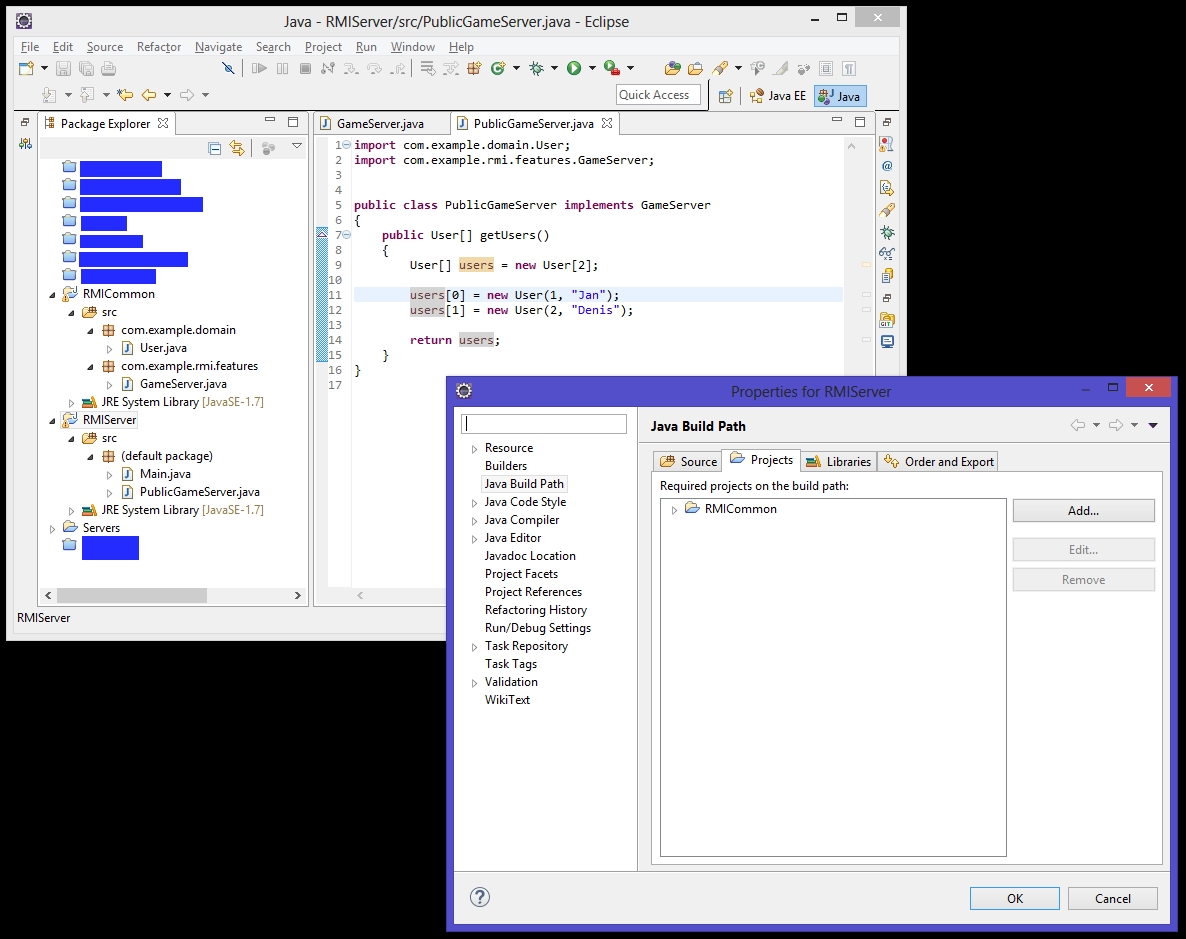 Java - RMIServer/src/PublicGameServer.java - Eclipse
File Edit Source Refactor Navigate Search Project Run Window Help
Quick Access Java EE Java
Package Explorer
RMICommon
src
com.example.domain
User.java
com.example.rmi.features
GameServer.java
JRE System Library [JavaSE-1.7]
RMIServer
src
(default package)
Main.java
PublicGameServer.java
JRE System Library [JavaSE-1.7]
Servers
RMIServer
GameServer.java PublicGameServer.java
1 import com.example.domain.User;
2 import com.example.rmi.features.GameServer;
3
4
5 public class PublicGameServer implements GameServer
6 {
7 public User[] getUsers()
8 {
9 User[] users = new User[2];
10
11 users[0] = new User(1, "Jan");
12 users[1] = new User(2, "Denis");
13
14 return users;
15 }
16 }
17
Properties for RMIServer
Resource
Builders
Java Build Path
Java Code Style
Java Compiler
Java Editor
Javadoc Location
Project Facets
Project References
Refactoring History
Run/Debug Settings
Task Repository
Task Tags
Validation
WikiText
Java Build Path
Source Projects Libraries Order and Export
Required projects on the build path:
RMICommon
Add...
Edit...
Remove
OK Cancel